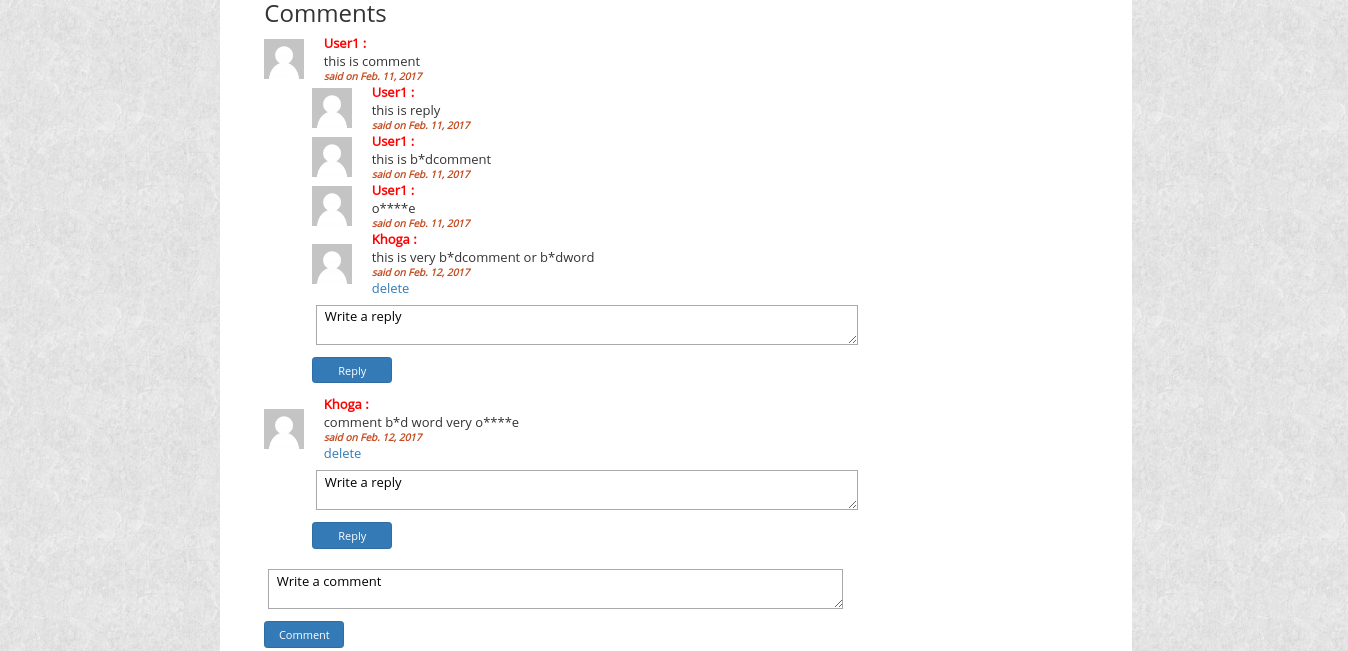 Comments
User1 :
this is comment
said on Feb. 11, 2017
User1 :
this is reply
said on Feb. 11, 2017
User1 :
this is b*dcomment
said on Feb. 11, 2017
User1 :
o****e
said on Feb. 11, 2017
Khoga :
this is very b*dcomment or b*dword
said on Feb. 12, 2017
delete
Write a reply
Reply
Khoga :
comment b*d word very o****e
said on Feb. 12, 2017
delete
Write a reply
Reply
Write a comment
Comment